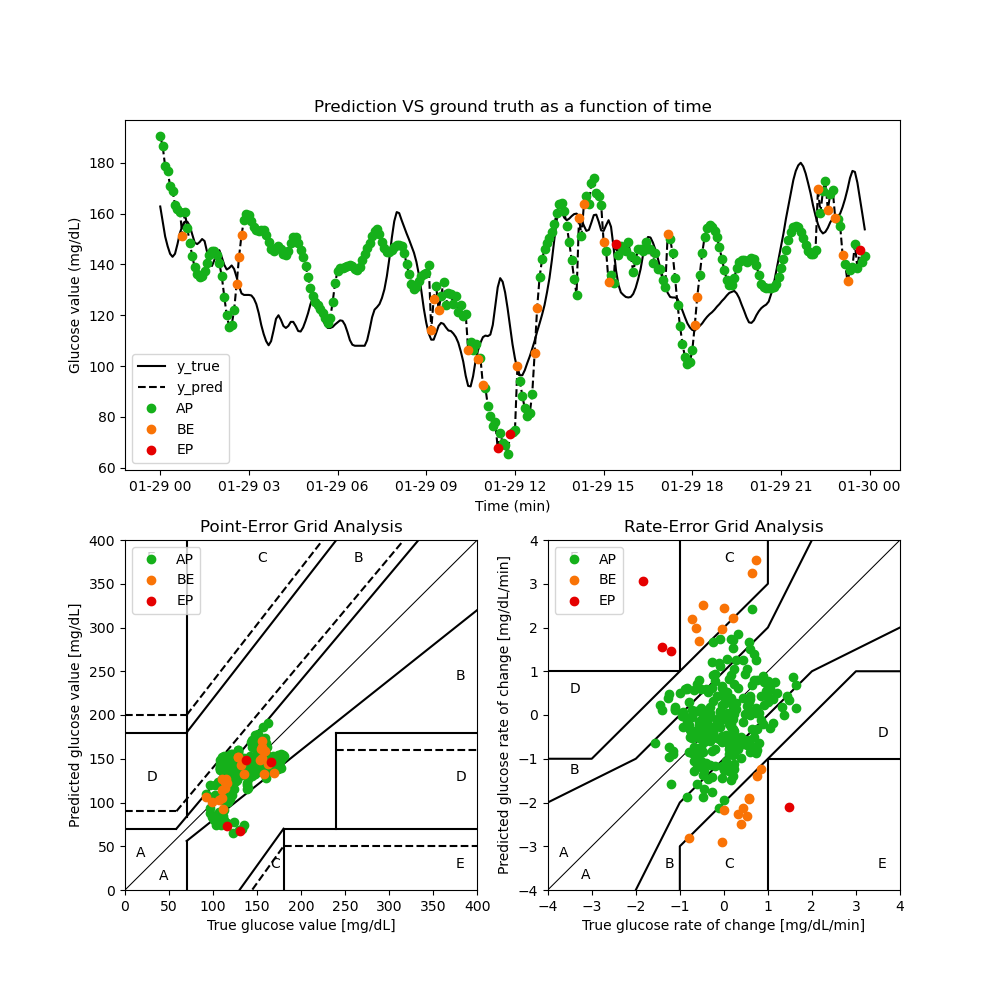 Prediction VS ground truth as a function of time
Glucose value (mg/dL)
180
160
140
120
100
80
60
y_true
y_pred
AP
BE
EP
01-29 00 01-29 03 01-29 06 01-29 09 01-29 12 01-29 15 01-29 18 01-29 21 01-30 00
Time (min)
Point-Error Grid Analysis
Predicted glucose value [mg/dL]
400
350
300
250
200
150
100
50
0
AP
BE
EP
C
B
B
D
D
A
A
C
E
0 50 100 150 200 250 300 350 400
True glucose value [mg/dL]
Rate-Error Grid Analysis
Predicted glucose rate of change [mg/dL/min]
4
3
2
1
0
−1
−2
−3
−4
AP
BE
EP
C
D
D
B
A
A
B
C
E
−4 −3 −2 −1 0 1 2 3 4
True glucose rate of change [mg/dL/min]